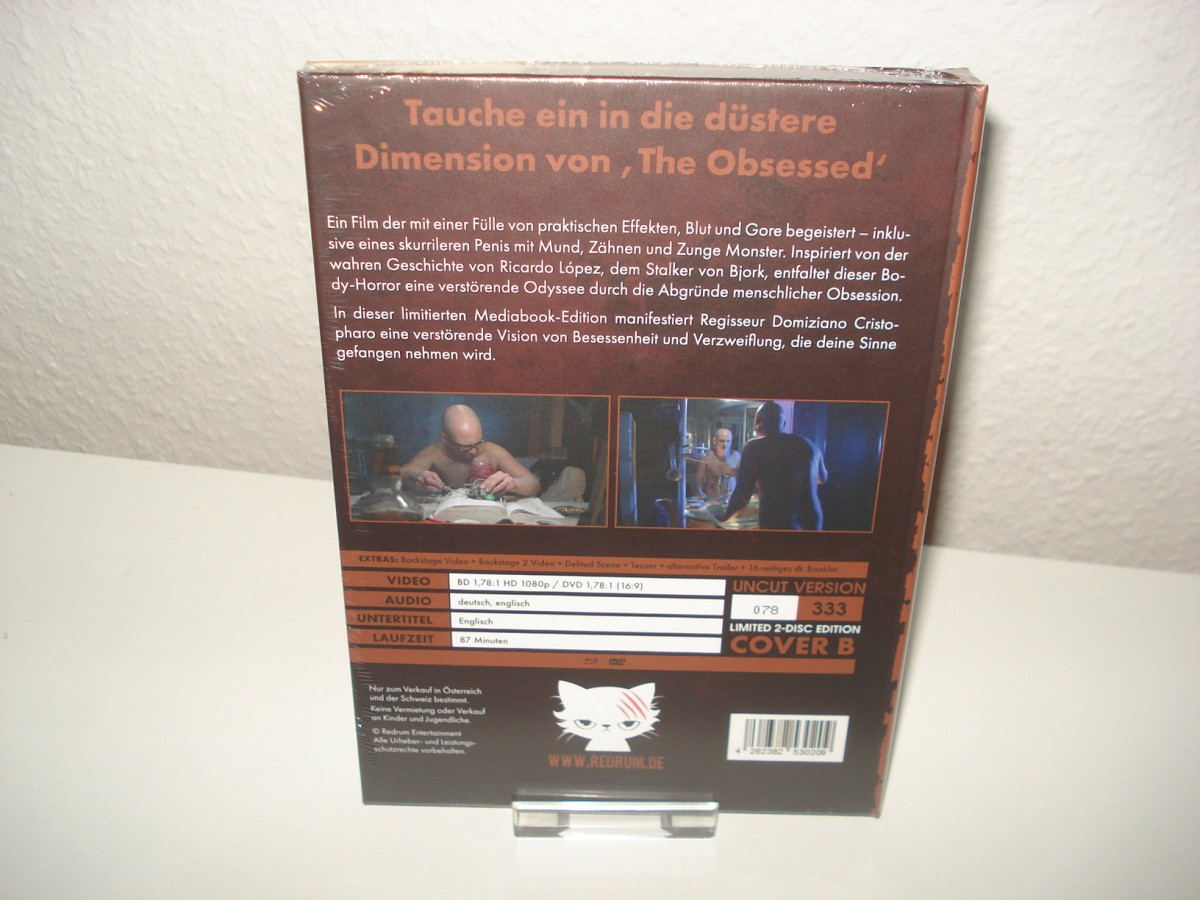 Tauche ein in die düstere
Dimension von ‚The Obsessed‘
Ein Film der mit einer Fülle von praktischen Effekten, Blut und Gore begeistert – inklu-
sive eines skurrileren Penis mit Mund, Zähnen und Zunge Monster. Inspiriert von der
wahren Geschichte von Ricardo López, dem Stalker von Bjork, entfaltet dieser Bo-
dy-Horror eine verstörende Odyssee durch die Abgründe menschlicher Obsession.
In dieser limitierten Mediabook-Edition manifestiert Regisseur Domiziano Cristo-
pharo eine verstörende Vision von Besessenheit und Verzweiflung, die deine Sinne
gefangen nehmen wird.
EXTRAS: Backstage Video • Backstage 2 Video • Delited Scene • Teaser • alternative Trailer • 16-seitiges dt. Booklet
VIDEO BD 1,78:1 HD 1080p / DVD 1,78:1 (16:9)
AUDIO deutsch, englisch
UNTERTITEL Englisch
LAUFZEIT 87 Minuten
UNCUT VERSION
078 333
LIMITED 2-DISC EDITION
COVER B
Nur zum Verkauf in Österreich
und der Schweiz bestimmt.
Keine Vermietung oder Verkauf
an Kinder und Jugendliche.
© Redrum Entertainment
Alle Urheber- und Leistungs-
schutzrechte vorbehalten.
WWW.REDRUM.DE
4 262382 530209